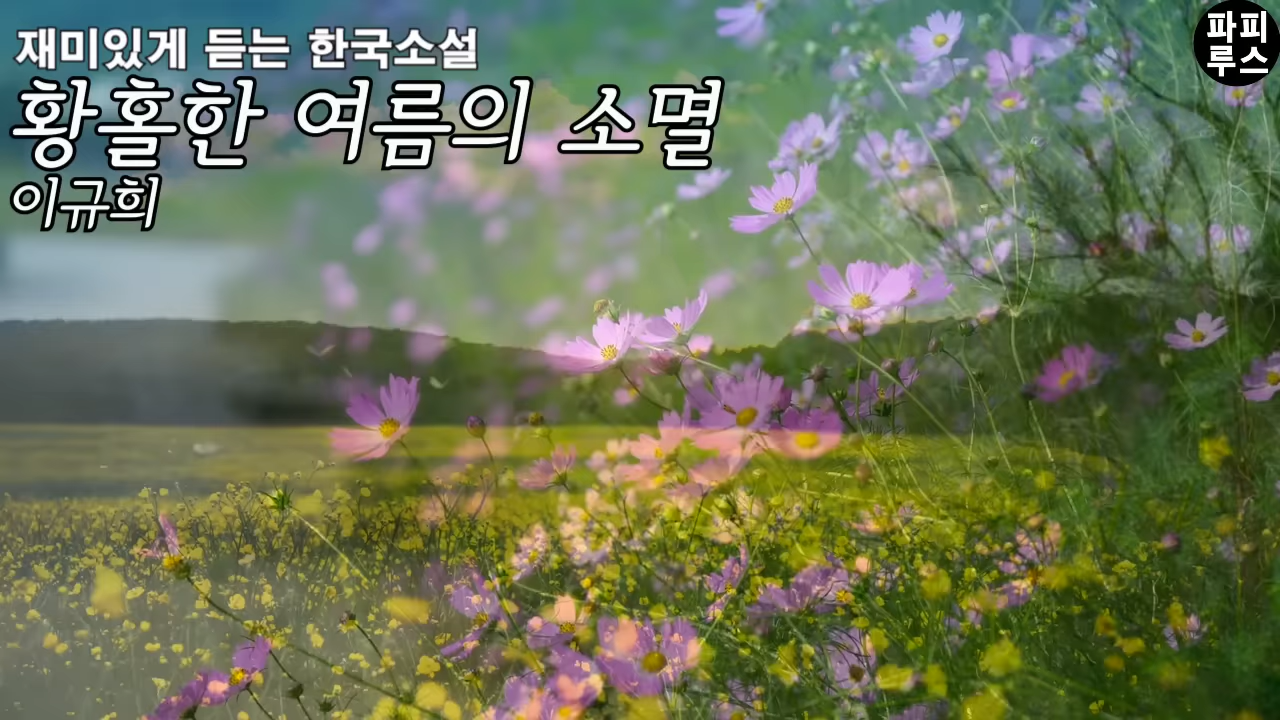 재미있게 듣는 한국소설
황홀한 여름의 소멸
이규희
파피
루스